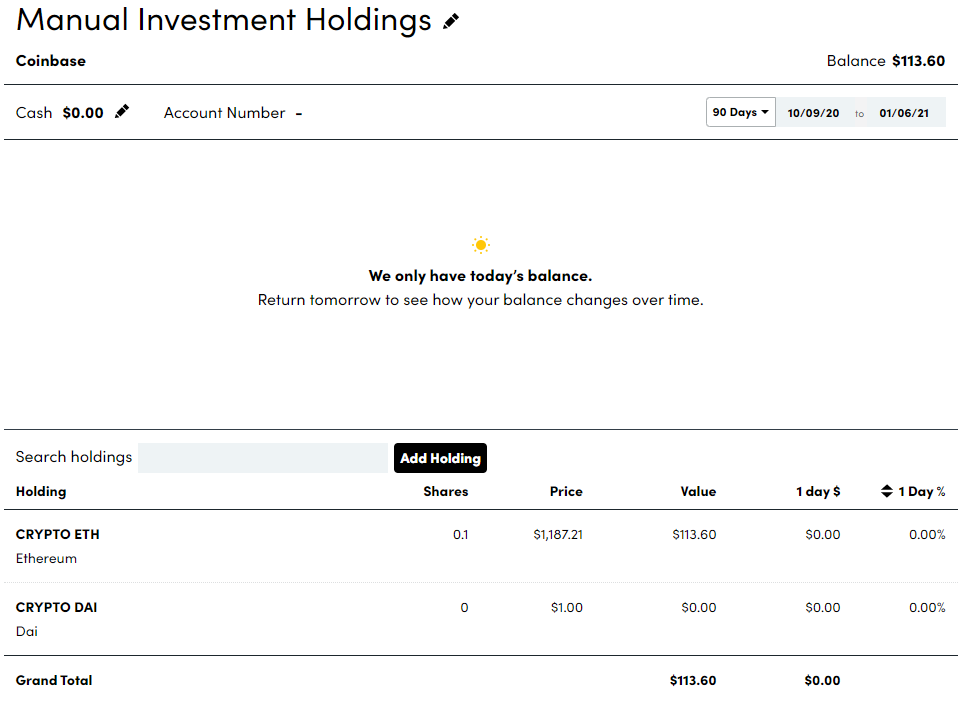 Manual Investment Holdings
Coinbase Balance $113.60
Cash $0.00 Account Number - 90 Days 10/09/20 to 01/06/21
We only have today's balance.
Return tomorrow to see how your balance changes over time.
Search holdings Add Holding
Holding Shares Price Value 1 day $ 1 Day %
CRYPTO ETH 0.1 $1,187.21 $113.60 $0.00 0.00%
Ethereum
CRYPTO DAI 0 $1.00 $0.00 $0.00 0.00%
Dai
Grand Total $113.60 $0.00